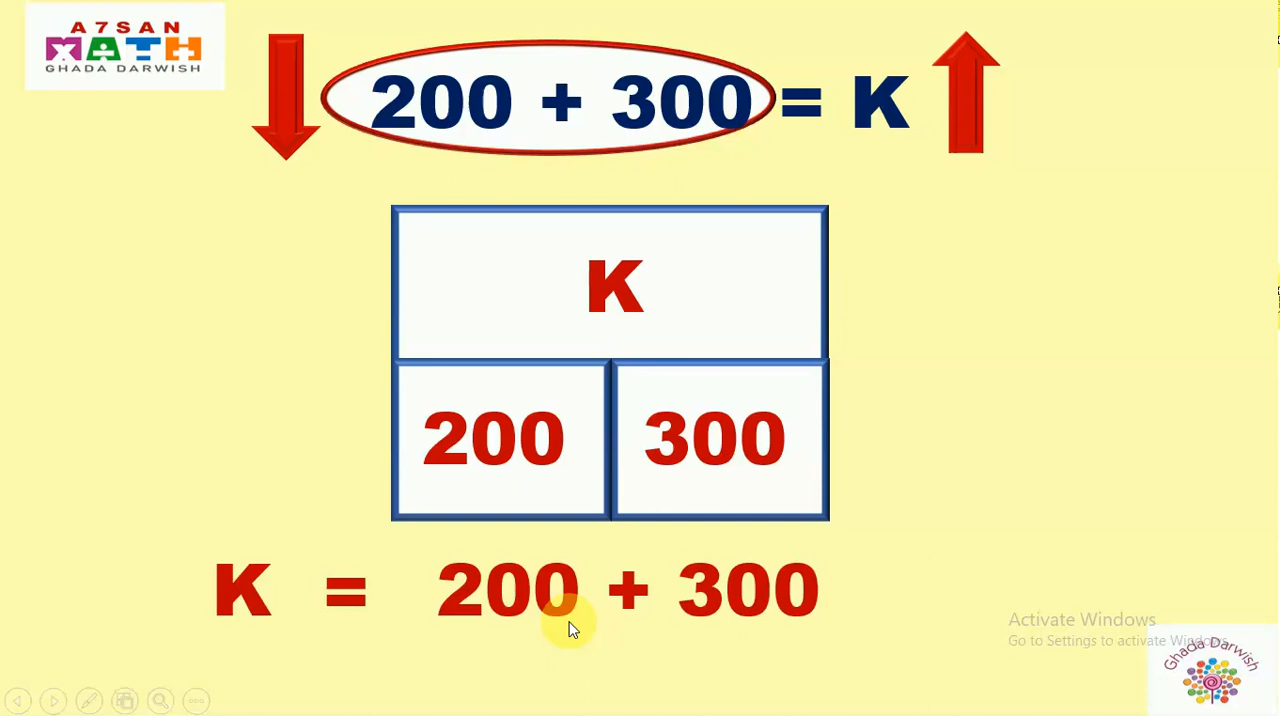 A7SAN
MATH
GHADA DARWISH
200 + 300 = K
K
200 300
K = 200 + 300
Activate Windows
Go to Settings to activate Windows.
Ghada Darwish